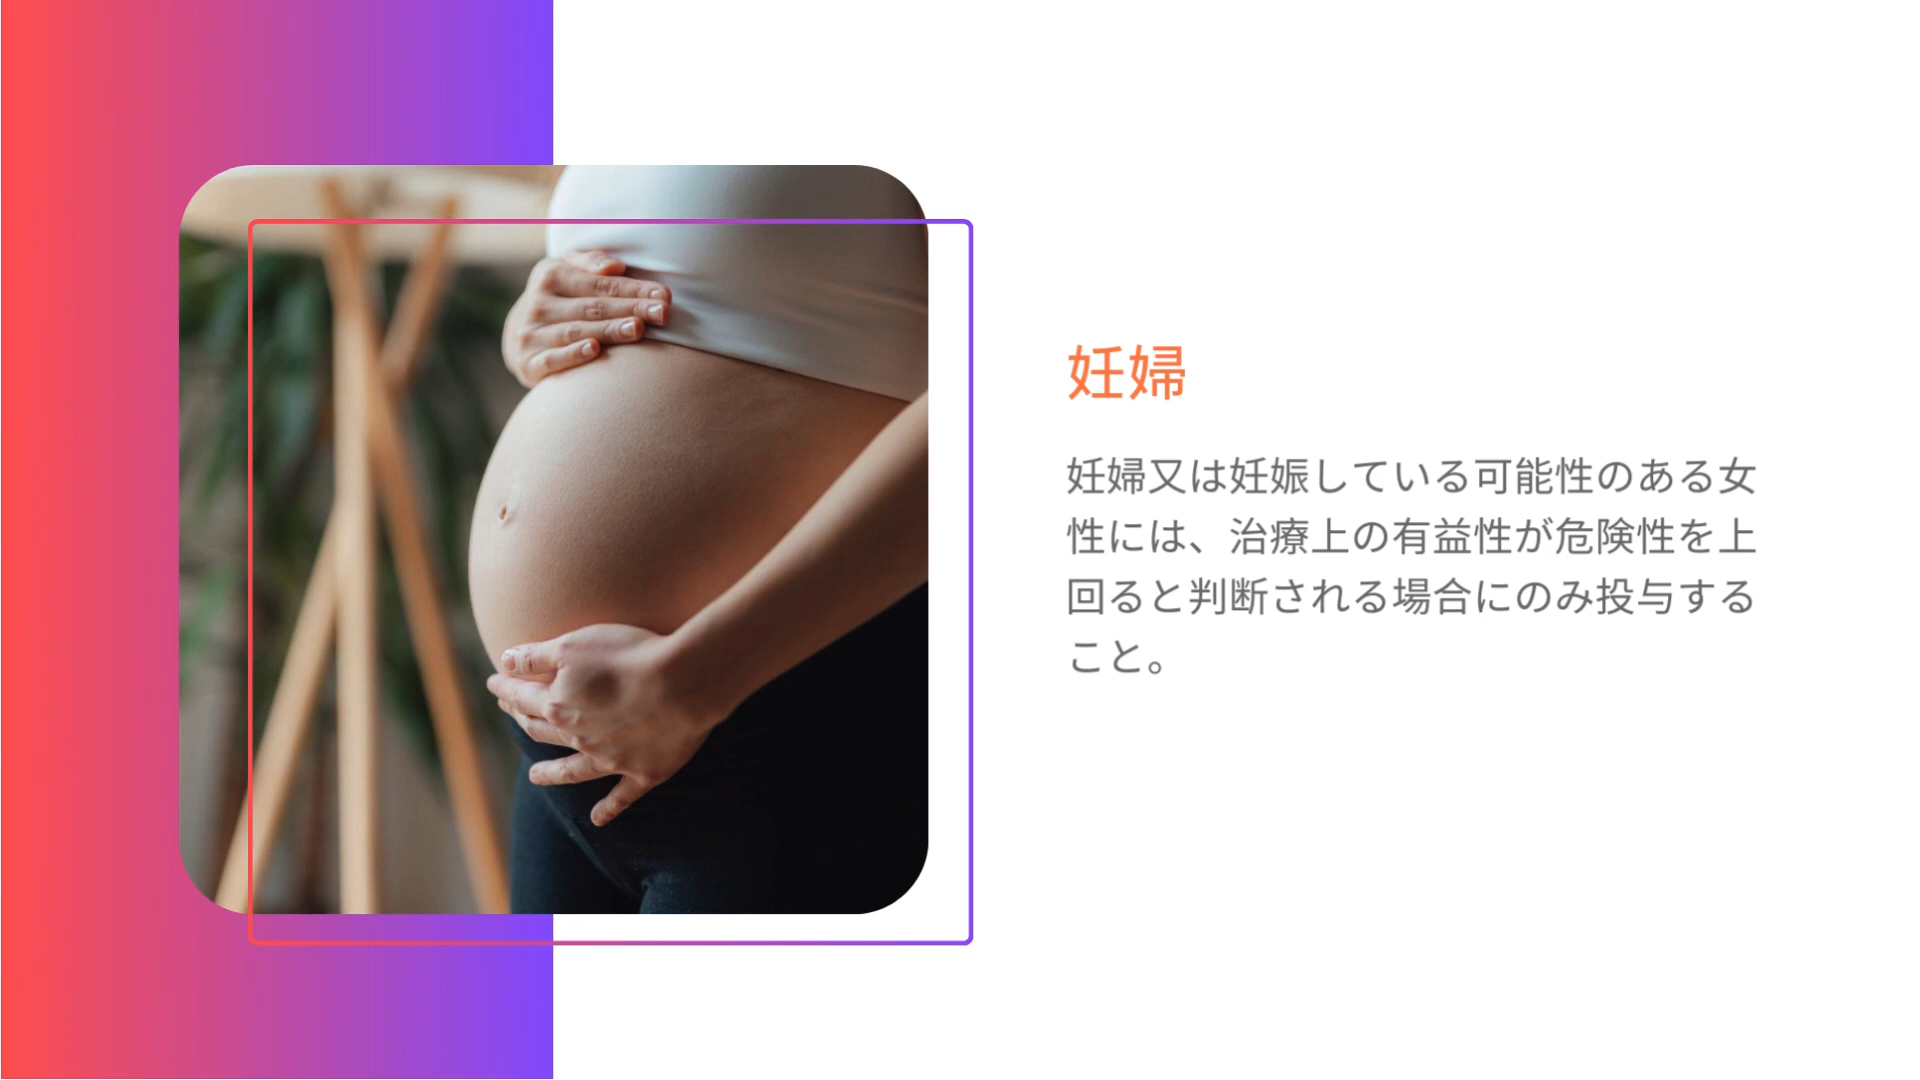 妊婦
妊婦又は妊娠している可能性のある女
性には、治療上の有益性が危険性を上
回ると判断される場合にのみ投与する
こと。